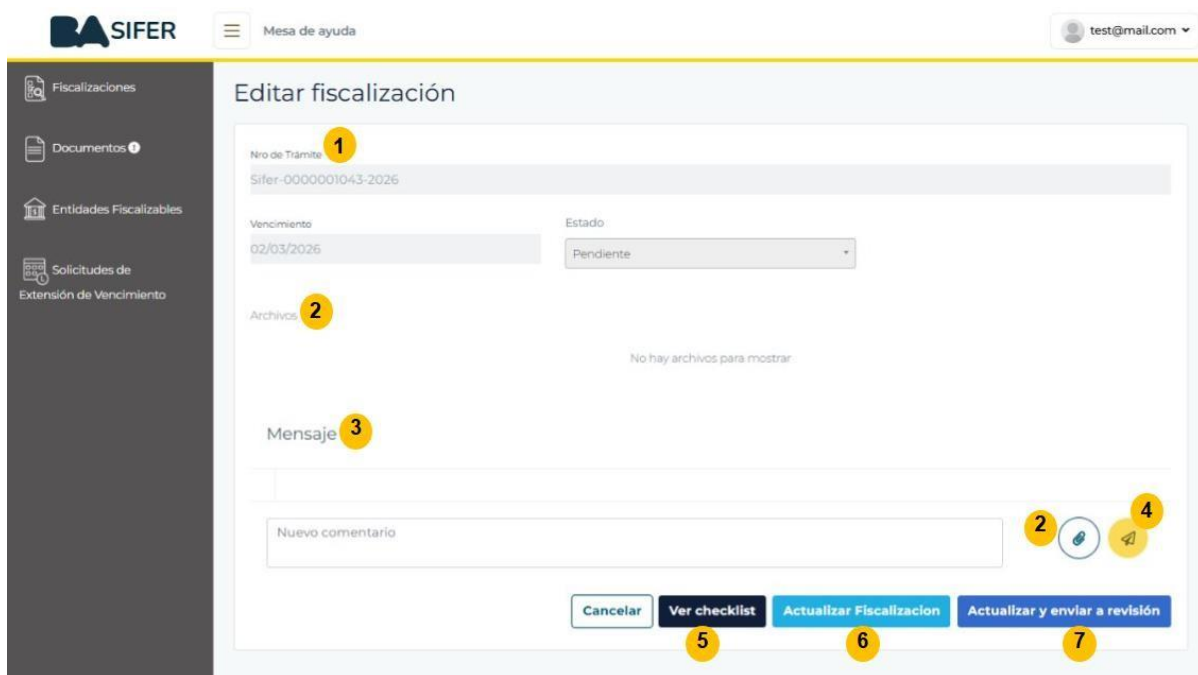 BA SIFER
Mesa de ayuda
test@mail.com
Fiscalizaciones
Documentos 1
Entidades Fiscalizables
Solicitudes de
Extensión de Vencimiento
Editar fiscalización
Nro de Trámite 1
Sifer-0000001043-2026
Vencimiento
02/03/2026
Estado
Pendiente
Archivos 2
No hay archivos para mostrar
Mensaje 3
Nuevo comentario
2
4
Cancelar
Ver checklist
Actualizar Fiscalizacion
Actualizar y enviar a revisión
5
6
7